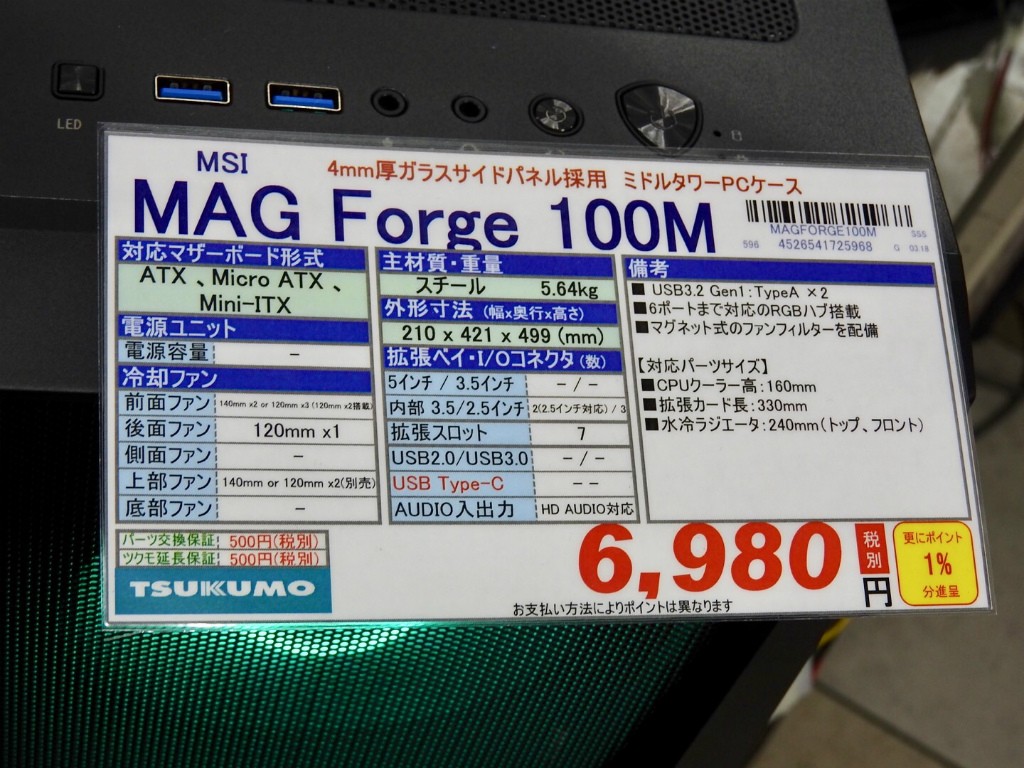 LED
MSI
4mm厚ガラスサイドパネル採用 ミドルタワーPCケース
MAG Forge 100M
MAGFORGE100M SSS
596 4526541725968 G 03.18
対応マザーボード形式
ATX 、Micro ATX 、
Mini-ITX
電源ユニット
電源容量 -
冷却ファン
前面ファン 140mm x2 or 120mm x3 (120mm x2搭載)
後面ファン 120mm x1
側面ファン -
上部ファン 140mm or 120mm x2(別売)
底部ファン -
主材質・重量
スチール 5.64kg
外形寸法 (幅x奥行x高さ)
210 x 421 x 499 (mm)
拡張ベイ・I/Oコネクタ (数)
5インチ / 3.5インチ - / -
内部 3.5/2.5インチ 2(2.5インチ対応) / 3
拡張スロット 7
USB2.0/USB3.0 - / -
USB Type-C - -
AUDIO入出力 HD AUDIO対応
備考
■ USB3.2 Gen1:TypeA ×2
■6ポートまで対応のRGBハブ搭載
■マグネット式のファンフィルターを配備
【対応パーツサイズ】
■CPUクーラー高:160mm
■拡張カード長:330mm
■水冷ラジエータ:240mm(トップ、フロント)
パーツ交換保証 500円(税別)
ツクモ延長保証 500円(税別)
TSUKUMO
6,980 税別 円
お支払い方法によりポイントは異なります
更にポイント
1%
分進呈